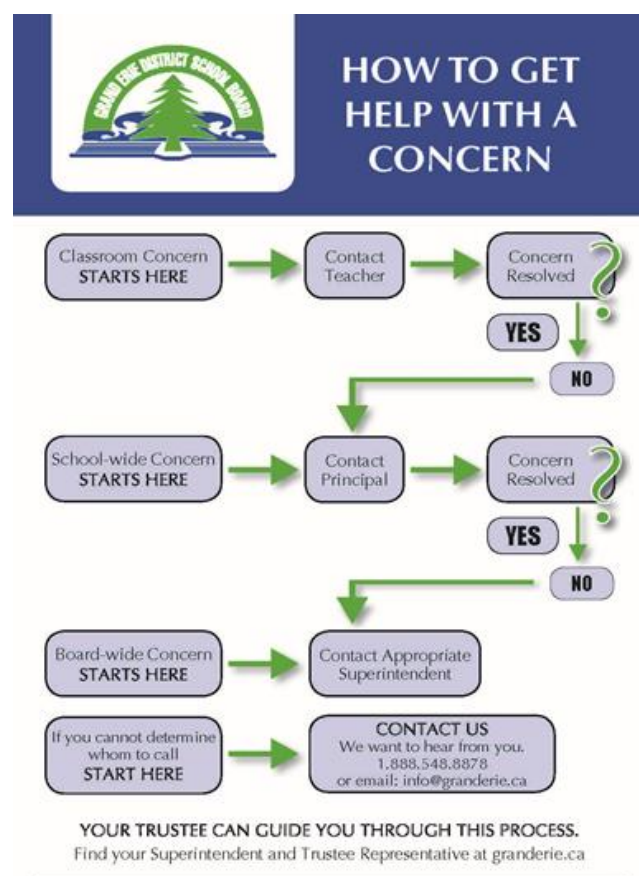 GRAND ERIE DISTRICT SCHOOL BOARD
HOW TO GET
HELP WITH A
CONCERN
Classroom Concern
STARTS HERE
Contact
Teacher
Concern
Resolved
?
YES
NO
School-wide Concern
STARTS HERE
Contact
Principal
Concern
Resolved
?
YES
NO
Board-wide Concern
STARTS HERE
Contact Appropriate
Superintendent
If you cannot determine
whom to call
START HERE
CONTACT US
We want to hear from you.
1.888.548.8878
or email: info@granderie.ca
YOUR TRUSTEE CAN GUIDE YOU THROUGH THIS PROCESS.
Find your Superintendent and Trustee Representative at granderie.ca